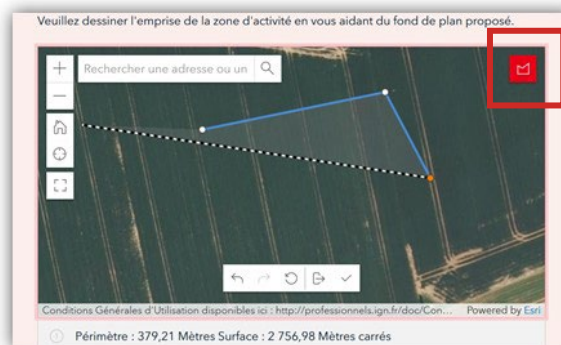 Veuillez dessiner l'emprise de la zone d'activité en vous aidant du fond de plan proposé.
Rechercher une adresse ou un
Conditions Générales d'Utilisation disponibles ici : http://professionnels.ign.fr/doc/Con... Powered by Esri
Périmètre : 379,21 Mètres Surface : 2 756,98 Mètres carrés